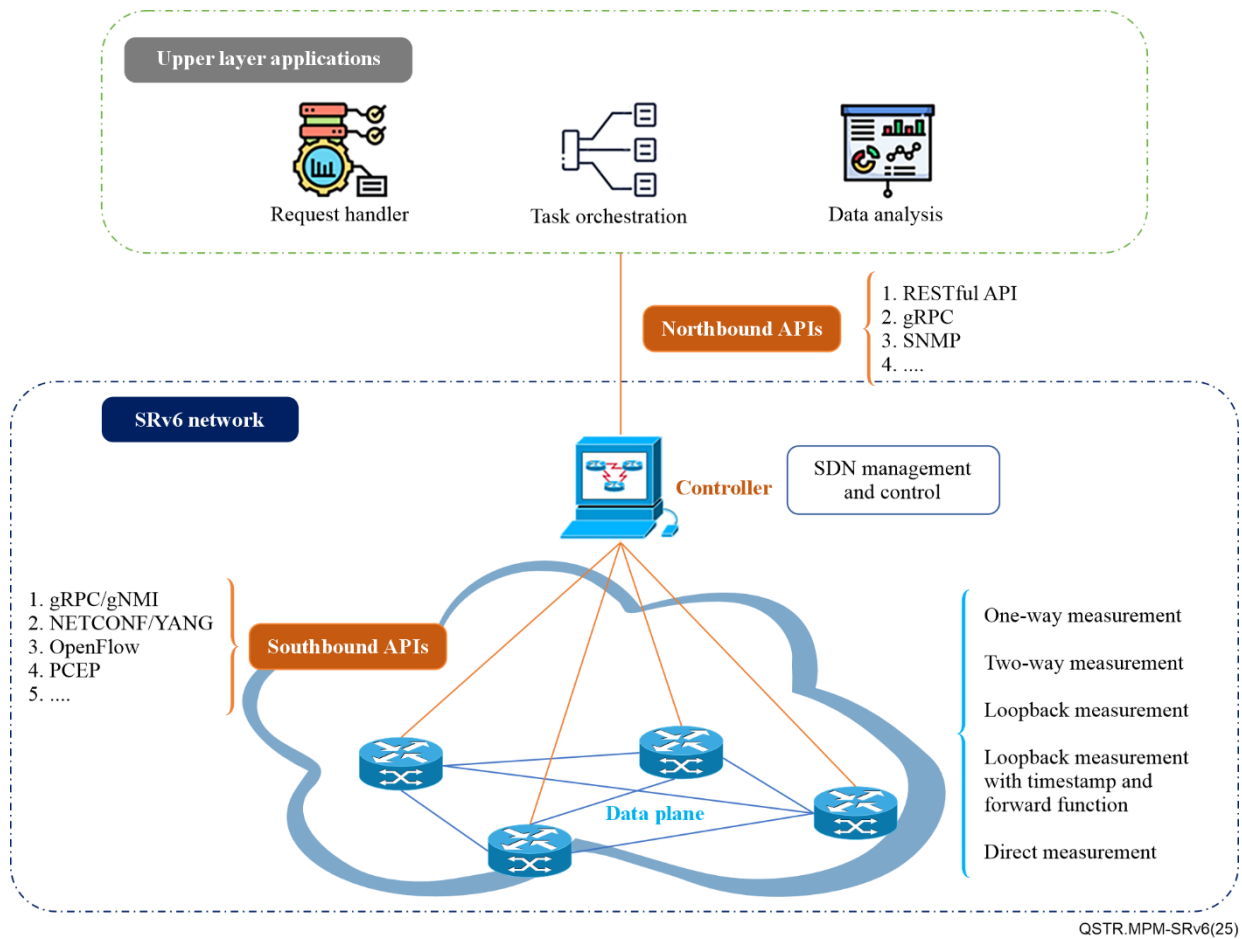 Upper layer applications
Request handler
Task orchestration
Data analysis
Northbound APIs
1. RESTful API
2. gRPC
3. SNMP
4. ....
SRv6 network
Controller
SDN management
and control
1. gRPC/gNMI
2. NETCONF/YANG
3. OpenFlow
4. PCEP
5. ....
Southbound APIs
Data plane
One-way measurement
Two-way measurement
Loopback measurement
Loopback measurement
with timestamp and
forward function
Direct measurement
QSTR.MPM-SRv6(25)